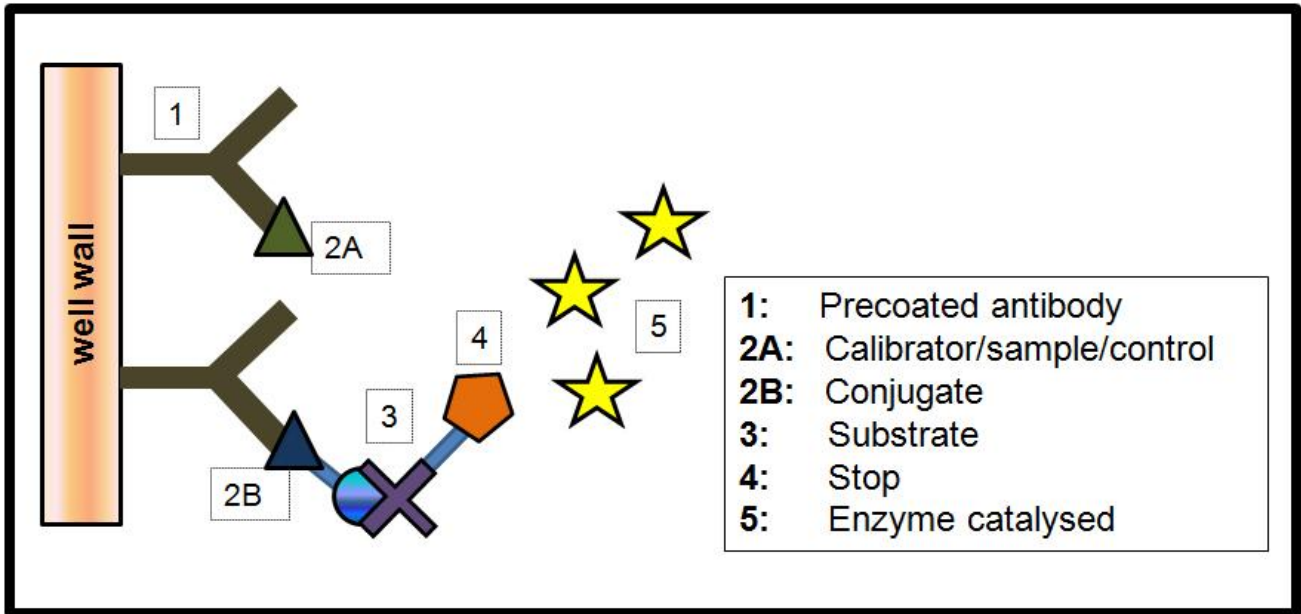 well wall
1
2A
2B
3
4
5
1: Precoated antibody
2A: Calibrator/sample/control
2B: Conjugate
3: Substrate
4: Stop
5: Enzyme catalysed